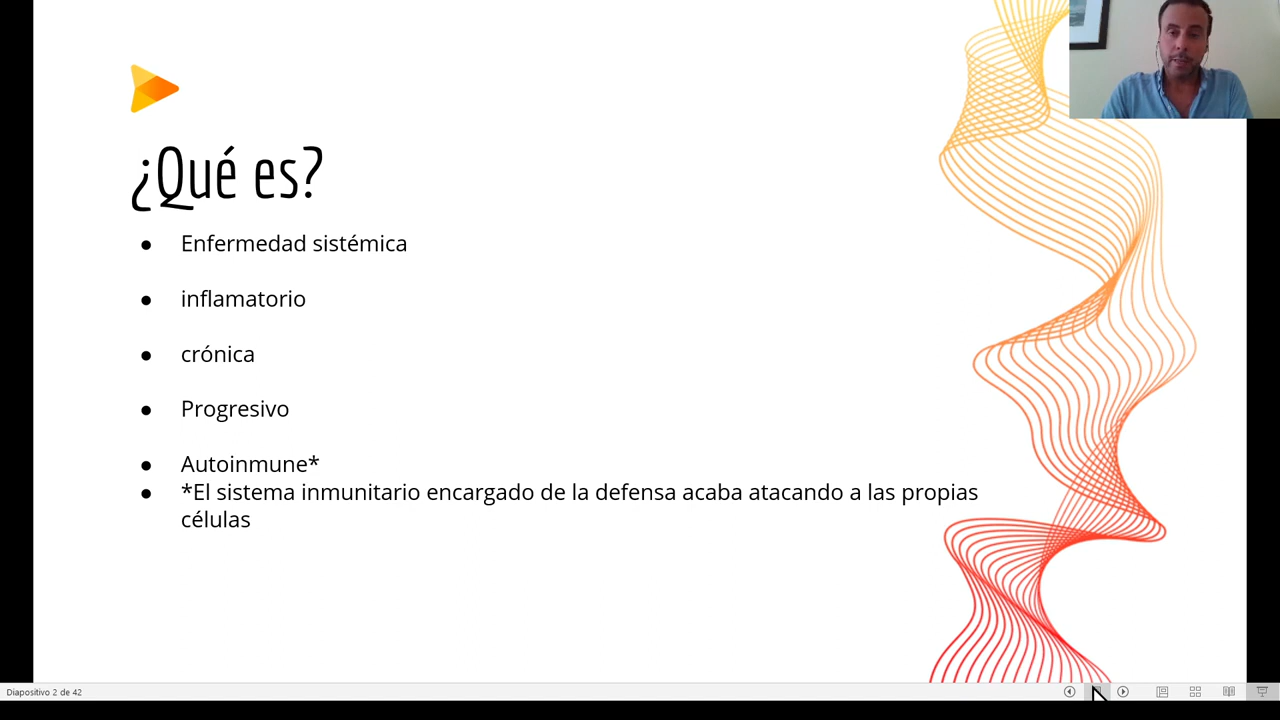 ¿Qué es?
● Enfermedad sistémica
● inflamatorio
● crónica
● Progresivo
● Autoinmune*
● *El sistema inmunitario encargado de la defensa acaba atacando a las propias
células
Diapositivo 2 de 42